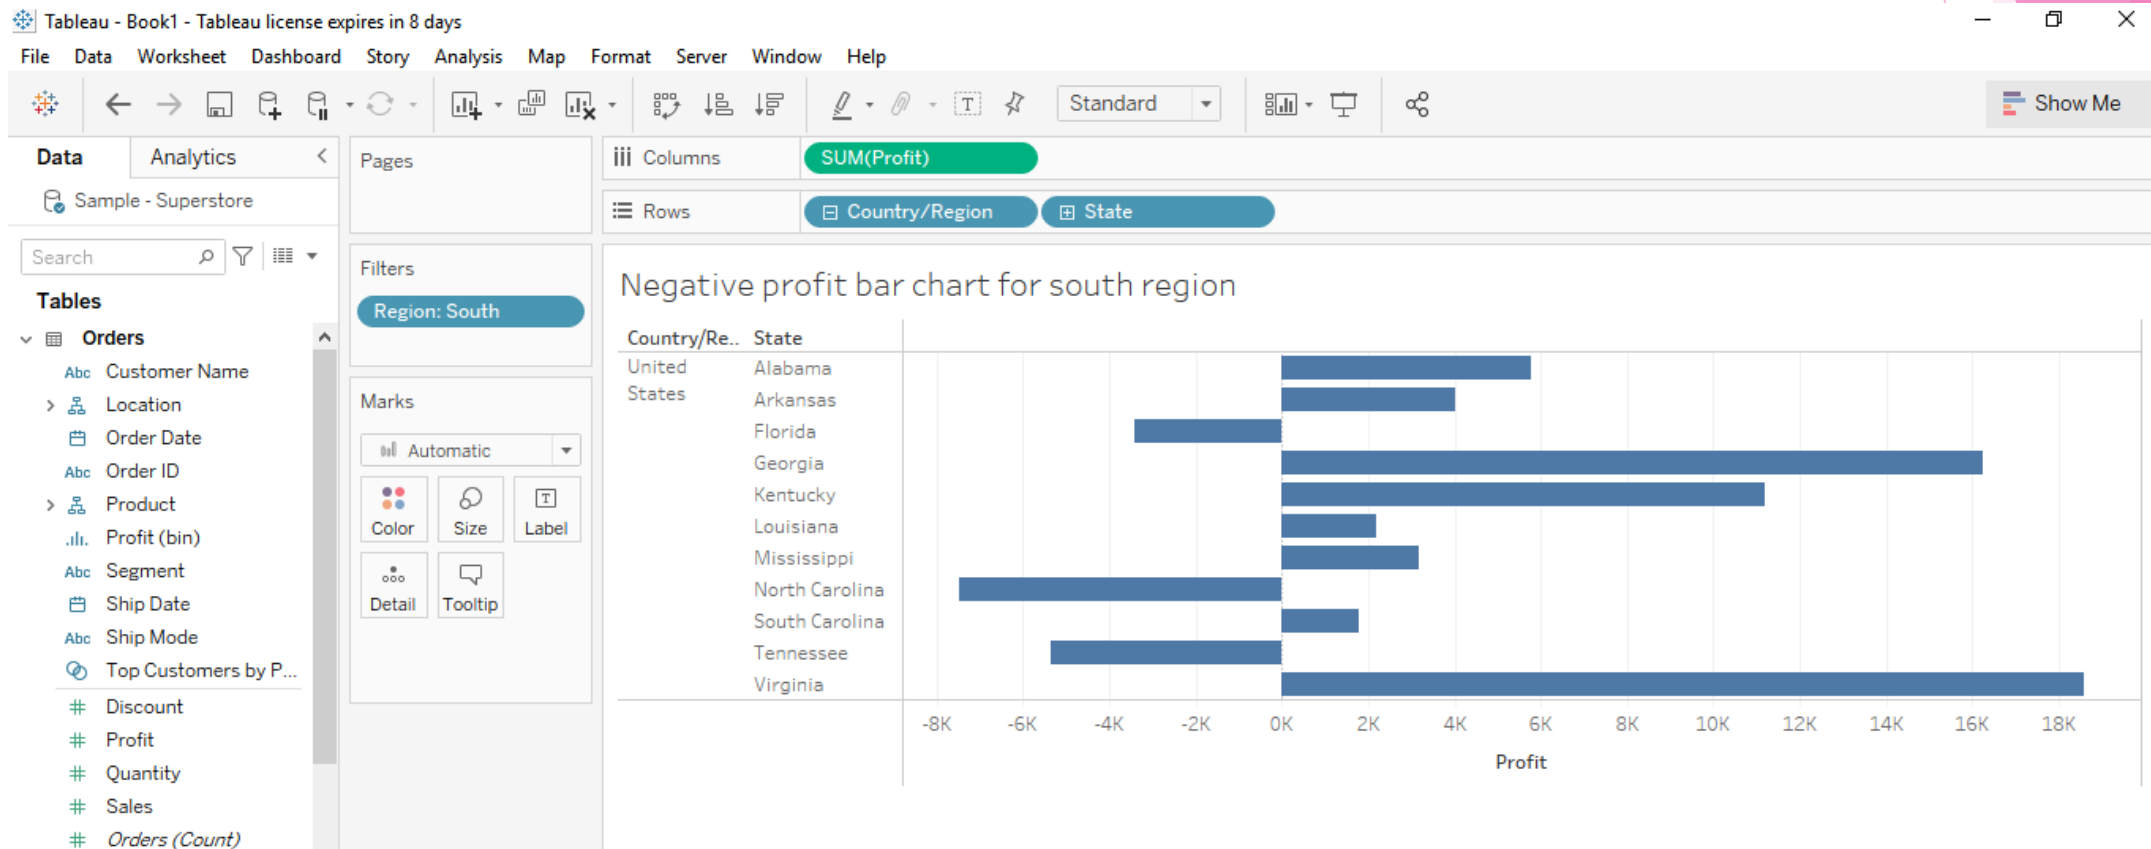 Tableau - Book1 - Tableau license expires in 8 days
File Data Worksheet Dashboard Story Analysis Map Format Server Window Help
Standard
Show Me
Data Analytics
Sample - Superstore
Search
Tables
Orders
Abc Customer Name
Location
Order Date
Abc Order ID
Product
Profit (bin)
Abc Segment
Ship Date
Abc Ship Mode
Top Customers by P...
# Discount
# Profit
# Quantity
# Sales
# Orders (Count)
Pages
Filters
Region: South
Marks
Automatic
Color Size Label
Detail Tooltip
Columns SUM(Profit)
Rows Country/Region State
Negative profit bar chart for south region
Country/Re.. State
United
States
Alabama
Arkansas
Florida
Georgia
Kentucky
Louisiana
Mississippi
North Carolina
South Carolina
Tennessee
Virginia
-8K -6K -4K -2K 0K 2K 4K 6K 8K 10K 12K 14K 16K 18K
Profit